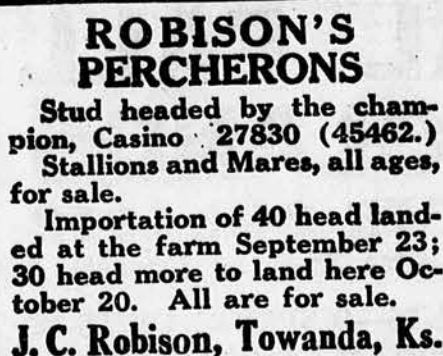 ROBISON'S
PERCHERONS
Stud headed by the cham-
pion, Casino 27830 (45462.)
Stallions and Mares, all ages,
for sale.
Importation of 40 head land-
ed at the farm September 23;
30 head more to land here Oc-
tober 20. All are for sale.
J. C. Robison, Towanda, Ks.